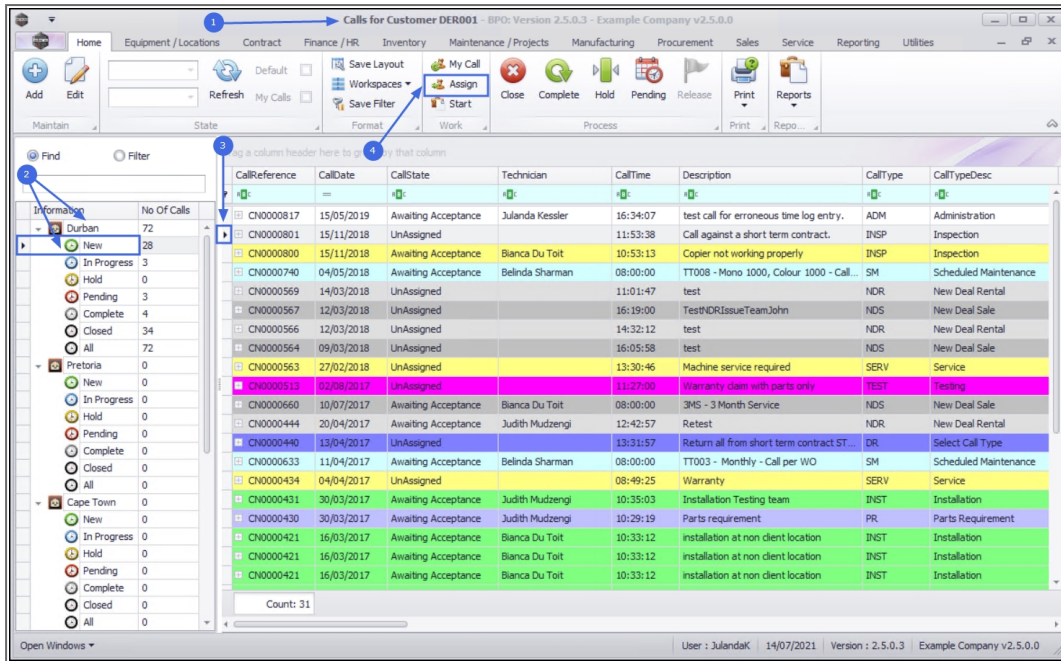 1
Calls for Customer DER001 - BPO: Version 2.5.0.3 - Example Company v2.5.0.0
Home Equipment / Locations Contract Finance / HR Inventory Maintenance / Projects Manufacturing Procurement Sales Service Reporting Utilities
Add Edit Refresh Default My Calls Save Layout Workspaces Save Filter My Call Assign Start Close Complete Hold Pending Release Print Reports
Maintain State Format Work Process Print Repo...
2 3 4
Find Filter
ag a column header here to gro by that column
Information No Of Calls
Durban 72
New 28
In Progress 3
Hold 0
Pending 3
Complete 4
Closed 34
All 72
Pretoria 0
New 0
In Progress 0
Hold 0
Pending 0
Complete 0
Closed 0
All 0
Cape Town 0
New 0
In Progress 0
Hold 0
Pending 0
Complete 0
Closed 0
All 0
CallReference CallDate CallState Technician CallTime Description CallType CallTypeDesc
CN0000817 15/05/2019 Awaiting Acceptance Julanda Kessler 16:34:07 test call for erroneous time log entry. ADM Administration
CN0000801 15/11/2018 UnAssigned 11:53:38 Call against a short term contract. INSP Inspection
CN0000800 15/11/2018 Awaiting Acceptance Bianca Du Toit 10:53:13 Copier not working properly INSP Inspection
CN0000740 04/05/2018 Awaiting Acceptance Belinda Sharman 08:00:00 TT008 - Mono 1000, Colour 1000 - Call... SM Scheduled Maintenance
CN0000569 14/03/2018 UnAssigned 11:01:47 test NDR New Deal Rental
CN0000567 12/03/2018 UnAssigned 16:19:00 TestNDRIssueTeamJohn NDS New Deal Sale
CN0000566 12/03/2018 UnAssigned 14:32:12 test NDR New Deal Rental
CN0000564 09/03/2018 UnAssigned 16:05:58 test NDS New Deal Sale
CN0000563 27/02/2018 UnAssigned 13:30:46 Machine service required SERV Service
CN0000513 02/08/2017 UnAssigned 11:27:00 Warranty claim with parts only TEST Testing
CN0000660 10/07/2017 Awaiting Acceptance Bianca Du Toit 08:00:00 3MS - 3 Month Service NDS New Deal Sale
CN0000444 20/04/2017 Awaiting Acceptance Judith Mudzengi 12:42:57 Retest NDR New Deal Rental
CN0000440 13/04/2017 UnAssigned 13:31:57 Return all from short term contract ST... DR Select Call Type
CN0000633 11/04/2017 Awaiting Acceptance Belinda Sharman 08:00:00 TT003 - Monthly - Call per WO SM Scheduled Maintenance
CN0000434 04/04/2017 UnAssigned 08:49:25 Warranty SERV Service
CN0000431 30/03/2017 Awaiting Acceptance Judith Mudzengi 10:35:03 Installation Testing team INST Installation
CN0000430 30/03/2017 Awaiting Acceptance Judith Mudzengi 10:29:19 Parts requirement PR Parts Requirement
CN0000421 16/03/2017 Awaiting Acceptance Bianca Du Toit 10:33:12 installation at non client location INST Installation
CN0000421 16/03/2017 Awaiting Acceptance Bianca Du Toit 10:33:12 installation at non client location INST Installation
CN0000421 16/03/2017 Awaiting Acceptance Bianca Du Toit 10:33:12 installation at non client location INST Installation
Count: 31
Open Windows User : JulandaK 14/07/2021 Version : 2.5.0.3 Example Company v2.5.0.0